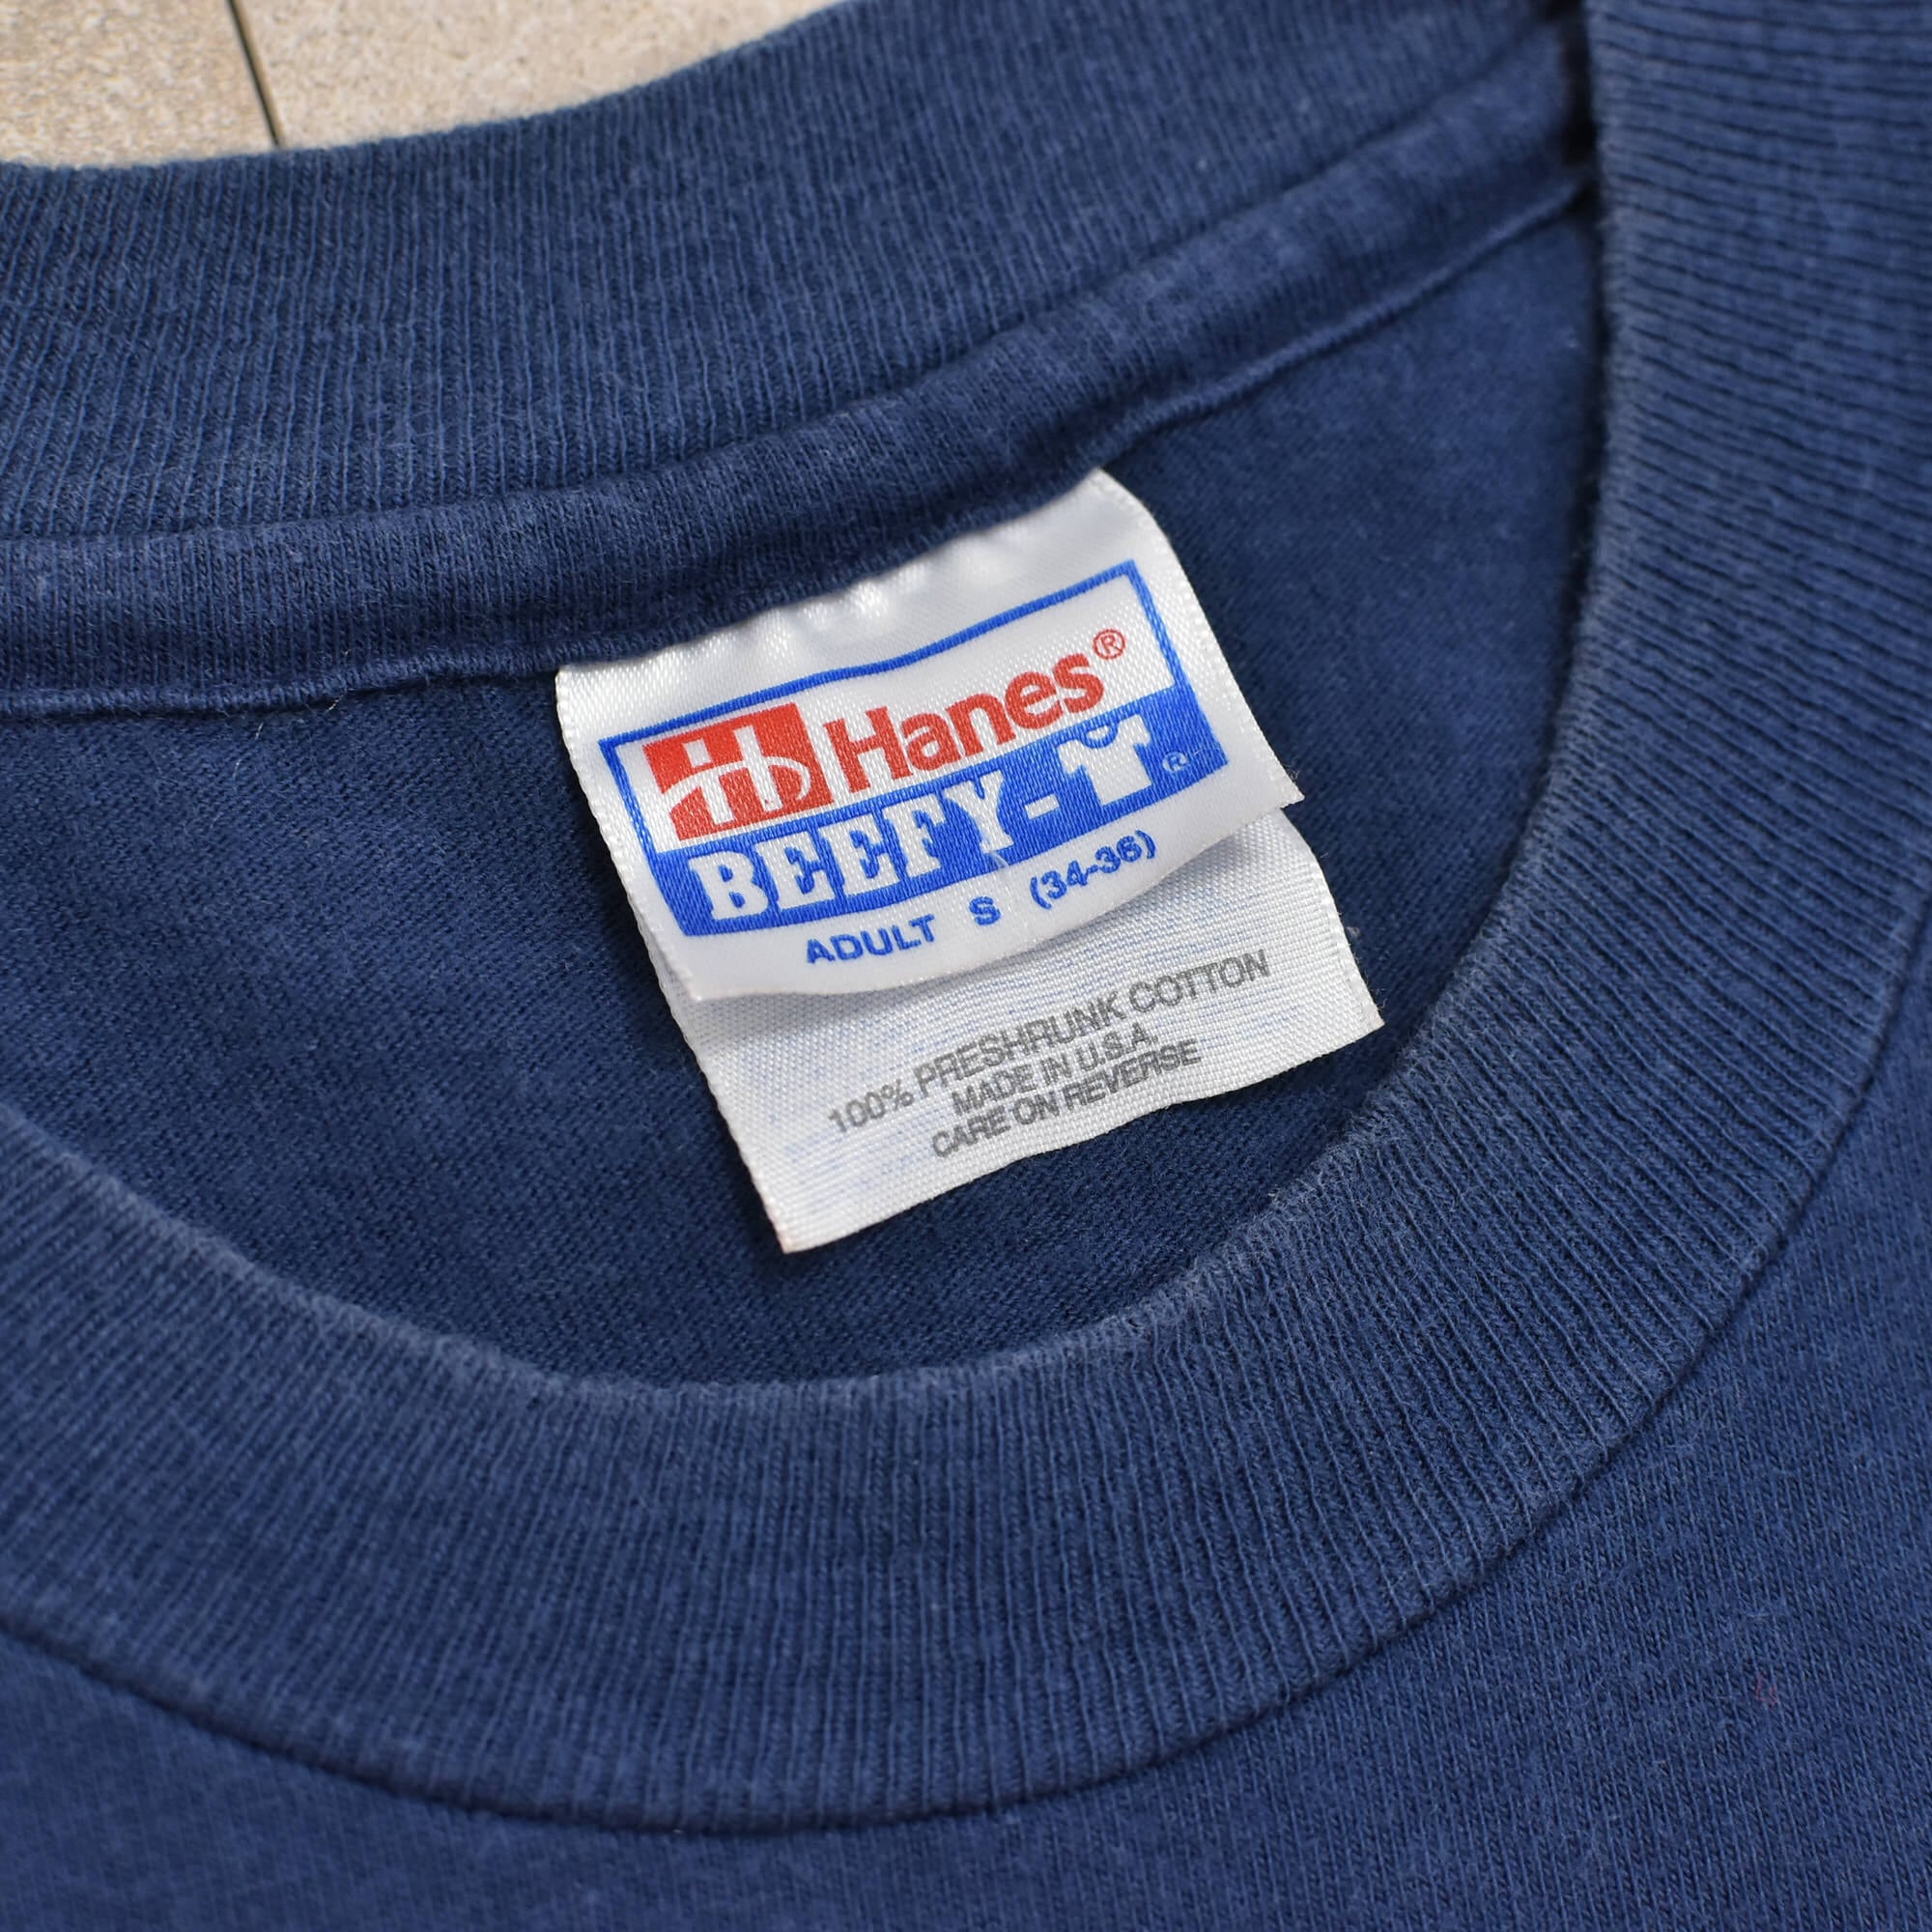 Hanes®
BEEFY-T®
ADULT S (34-36)
100% PRESHRUNK COTTON
MADE IN U.S.A.
CARE ON REVERSE